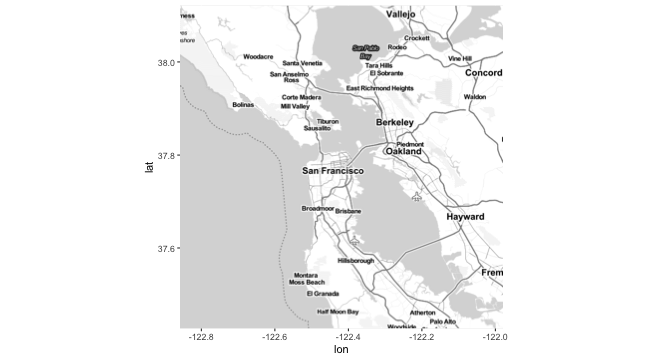 ness
Vallejo
Crockett
San Pablo
Bay
Rodeo
shore
Woodacre
Vine Hill
Santa Venetia
Tara Hills
38.0
San Anselmo
El Sobrante
Concord
Ross
East Richmond Heights
Corte Madera
Waldon
Bolinas
Mill Valley
Tiburon
Berkeley
Sausalito
Piedmont
37.8
Oakland
lat
San Francisco
Broadmoor
Brisbane
Hayward
37.6
Hillsborough
Montara
Frem
Moss Beach
El Granada
Half Moon Bay
Atherton
Palo Alto
Woodside
-122.8
-122.6
-122.4
-122.2
-122.0
lon